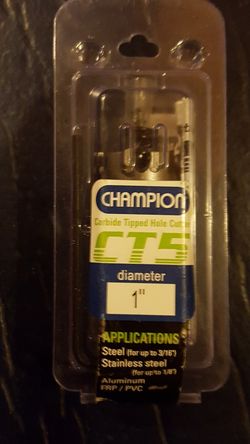 CHAMPION
Carbide Tipped Hole Cutter
CT5
diameter
1"
APPLICATIONS
Steel (for up to 3/16")
Stainless steel
(for up to 1/8")
Aluminum
FRP / PVC